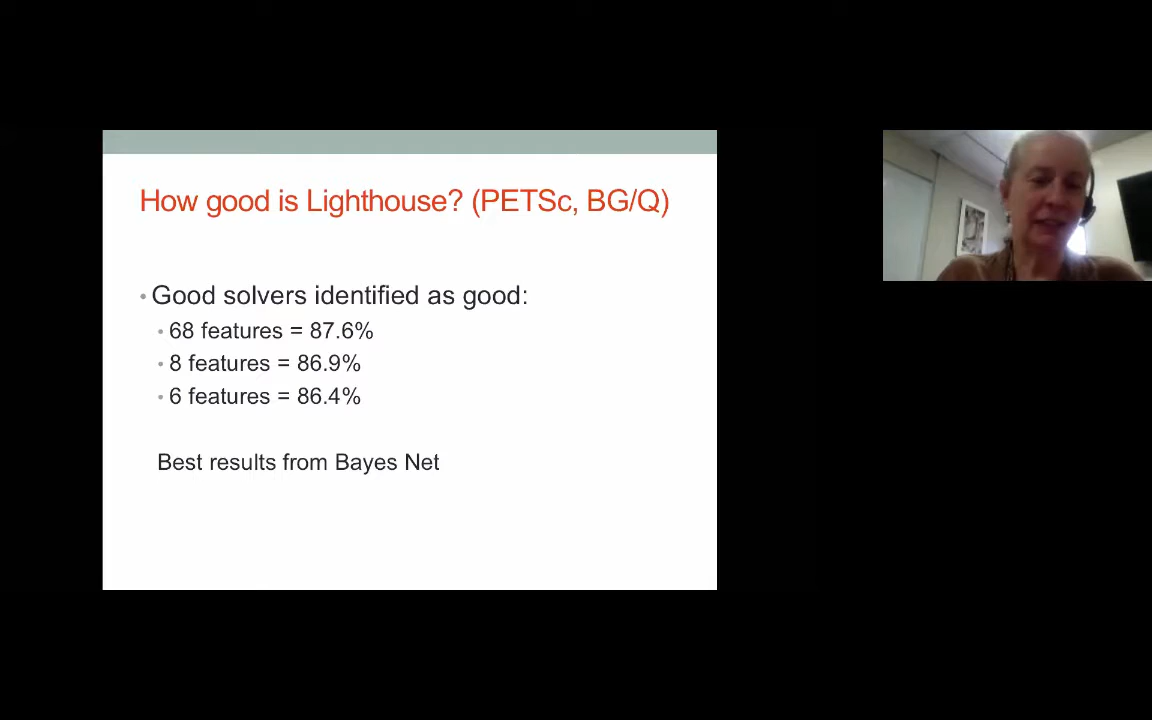 How good is Lighthouse? (PETSc, BG/Q)
• Good solvers identified as good:
• 68 features = 87.6%
• 8 features = 86.9%
• 6 features = 86.4%
Best results from Bayes Net